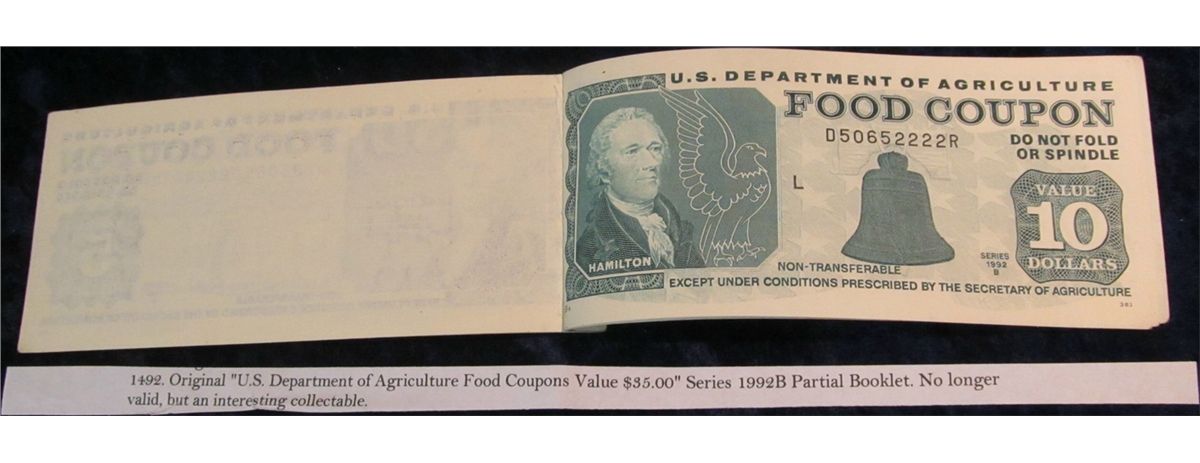 U.S. DEPARTMENT OF AGRICULTURE
FOOD COUPON
D50652222R
DO NOT FOLD
OR SPINDLE
L
VALUE
10
DOLLARS
HAMILTON
NON-TRANSFERABLE
SERIES
1992
B
EXCEPT UNDER CONDITIONS PRESCRIBED BY THE SECRETARY OF AGRICULTURE
383
1492. Original "U.S. Department of Agriculture Food Coupons Value $35.00" Series 1992B Partial Booklet. No longer
valid, but an interesting collectable.